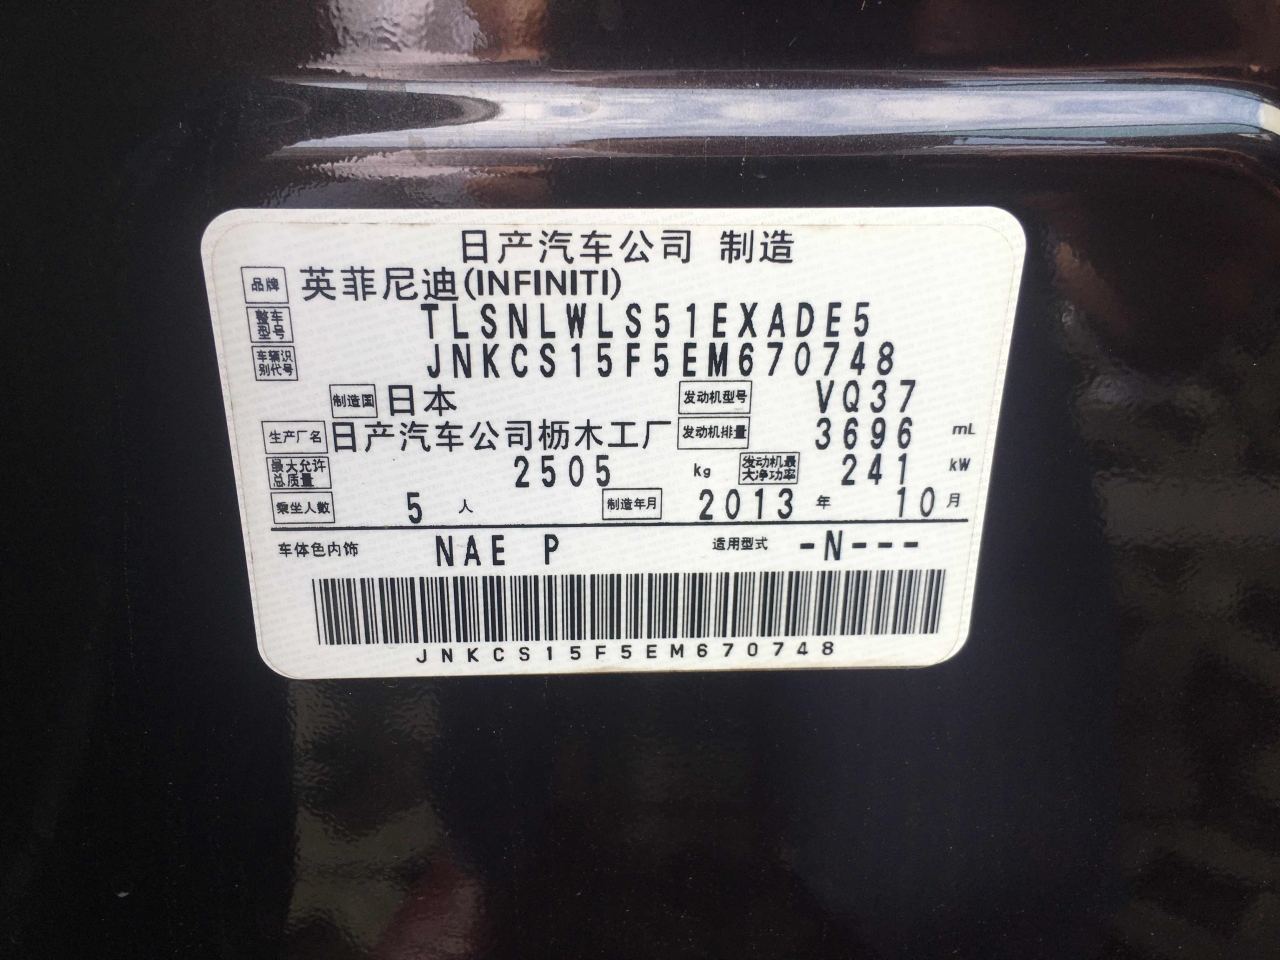 日产汽车公司 制造
品牌 英菲尼迪(INFINITI)
整车型号 TLSNLWLS51EXADE5
车辆识别代号 JNKCS15F5EM670748
制造国 日本 发动机型号 VQ37
生产厂名 日产汽车公司枥木工厂 发动机排量 3696 mL
最大允许总质量 2505 kg 发动机最大净功率 241 kW
乘坐人数 5 人 制造年月 2013 年 10 月
车体色内饰 NAE P 适用型式 -N---
JNKCS15F5EM670748